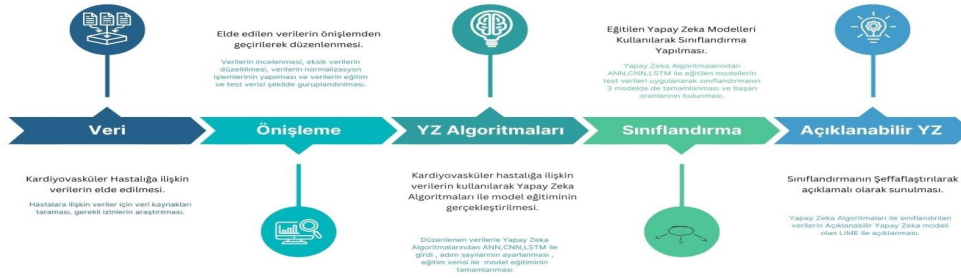 Veri
Kardiyovasküler Hastalığa ilişkin
verilerin elde edilmesi.
Hastalara ilişkin veriler için veri kaynakları
taraması, gerekli izinlerin araştırılması.
Elde edilen verilerin önişlemden
geçirilerek düzenlenmesi.
Verilerin incelenmesi, eksik verilerin
düzeltilmesi, verilerin normalizasyon
işlemlerinin yapılması ve verilerin eğitim
ve test verisi şeklide guruplandırılması.
Önişleme
YZ Algoritmaları
Kardiyovasküler hastalığa ilişkin
verilerin kullanılarak Yapay Zeka
Algoritmaları ile model eğitiminin
gerçekleştirilmesi.
Düzenlenen verilerle Yapay Zeka
Algoritmalarından ANN,CNN,LSTM ile
girdi , adım sayılarının ayarlanması ,
eğitim verisi ile model eğitiminin
tamamlanması
Eğitilen Yapay Zeka Modelleri
Kullanılarak Sınıflandırma
Yapılması.
Yapay Zeka Algoritmalarından
ANN,CNN,LSTM ile eğitilen modellerin
test verileri uygulanarak sınıflandırmanın
3 modelde de tamamlanması ve başarı
oranlarının bulunması.
Sınıflandırma
Açıklanabilir YZ
Sınıflandırmanın Şeffaflaştırılarak
açıklamalı olarak sunulması.
Yapay Zeka Algoritmaları ile sınıflandırılan
verilerin Açıklanabilir Yapay Zeka modeli
olan LIME ile açıklanması.